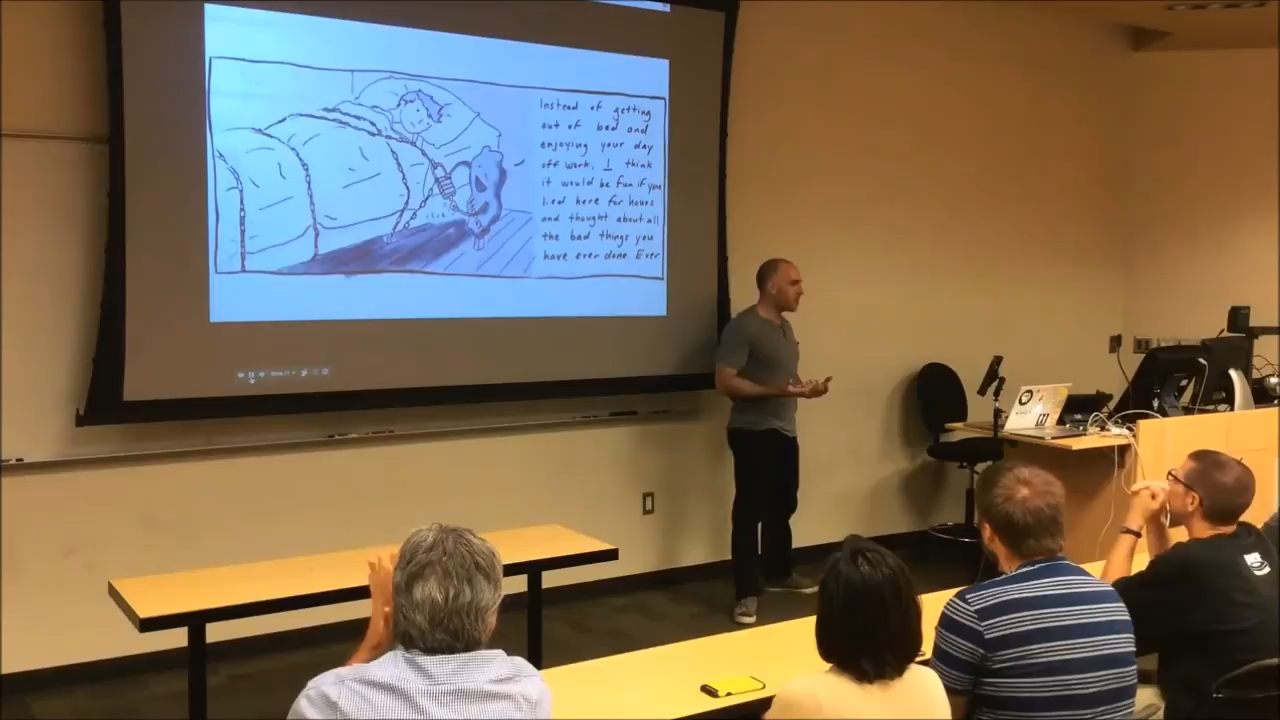 Instead of getting
out of bed and
enjoying your day
off work, I think
it would be fun if you
lied here for hours
and thought about all
the bad things you
have ever done. Ever
click